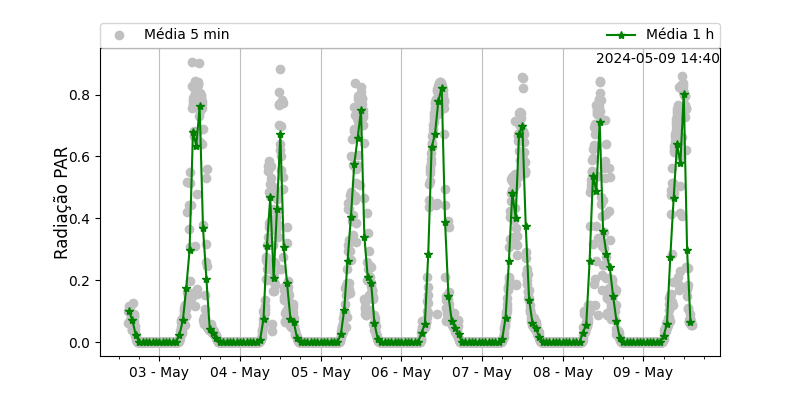 Média 5 min
Média 1 h
2024-05-09 14:40
Radiação PAR
0.8
0.6
0.4
0.2
0.0
03 - May
04 - May
05 - May
06 - May
07 - May
08 - May
09 - May